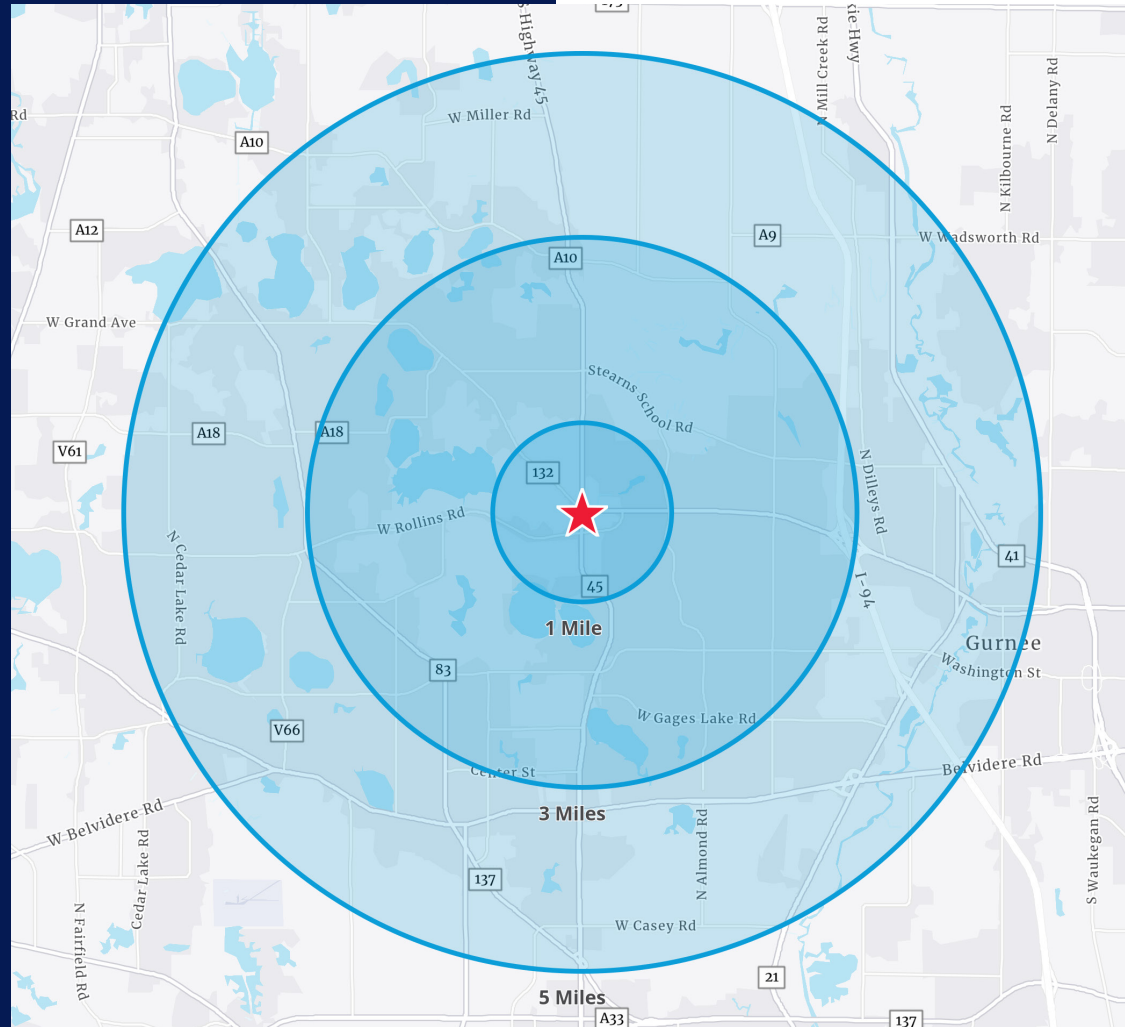 S Highway 45
N Mill Creek Rd
kie Hwy
Rd
W Miller Rd
N Delany Rd
N Kilbourne Rd
A10
A12
A9
W Wadsworth Rd
A10
W Grand Ave
Stearns School Rd
A18
A18
V61
132
N Dilleys Rd
W Rollins Rd
N Cedar Lake Rd
41
45
I-94
1 Mile
Gurnee
Washington St
83
V66
W Gages Lake Rd
Center St
Belvidere Rd
3 Miles
W Belvidere Rd
Cedar Lake Rd
N Almond Rd
S Waukegan Rd
137
N Fairfield Rd
W Casey Rd
21
5 Miles
A33
137